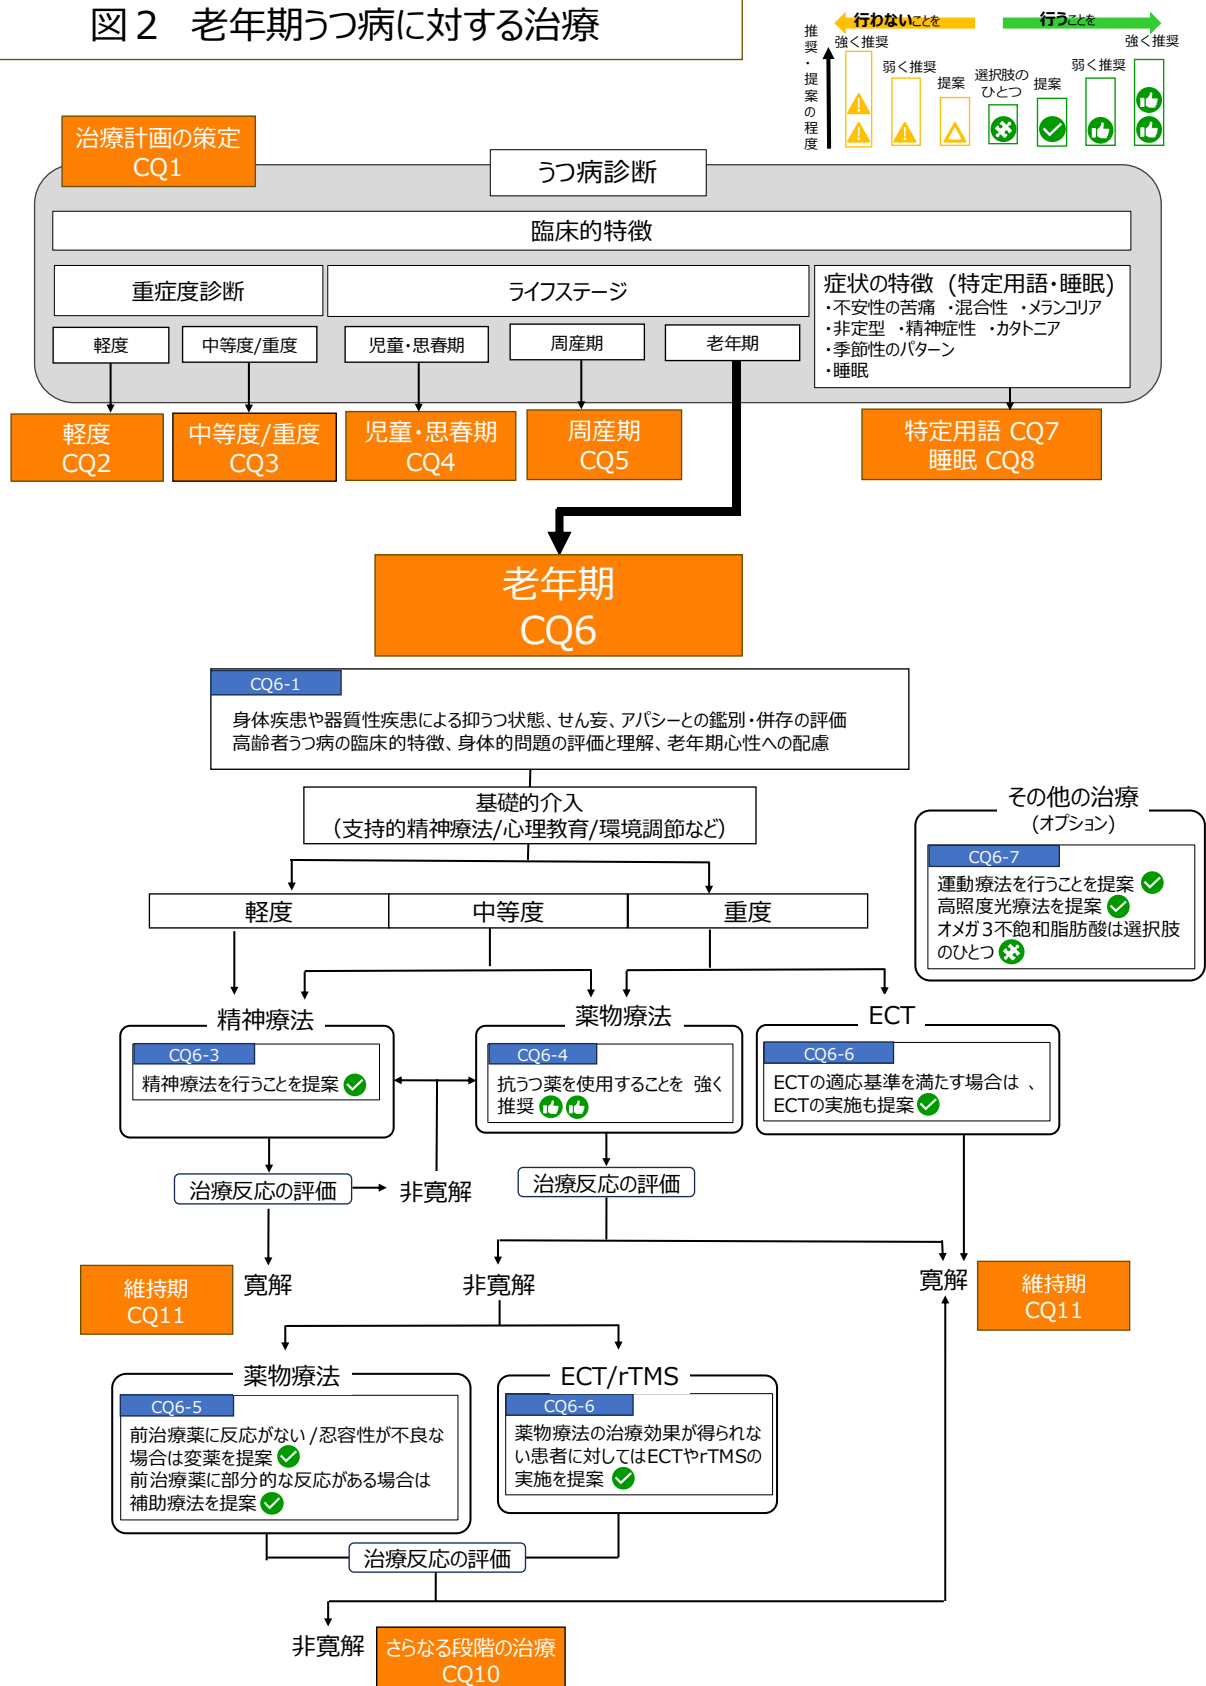 図２ 老年期うつ病に対する治療
行わないことを
行うことを
推奨・提案の程度
強く推奨
弱く推奨
提案
選択肢の
ひとつ
提案
弱く推奨
強く推奨
治療計画の策定
CQ1
うつ病診断
臨床的特徴
重症度診断
ライフステージ
症状の特徴 (特定用語・睡眠)
・不安性の苦痛 ・混合性 ・メランコリア
・非定型 ・精神症性 ・カタトニア
・季節性のパターン
・睡眠
軽度
中等度/重度
児童・思春期
周産期
老年期
軽度
CQ2
中等度/重度
CQ3
児童・思春期
CQ4
周産期
CQ5
特定用語 CQ7
睡眠 CQ8
老年期
CQ6
CQ6-1
身体疾患や器質性疾患による抑うつ状態、せん妄、アパシーとの鑑別・併存の評価
高齢者うつ病の臨床的特徴、身体的問題の評価と理解、老年期心性への配慮
基礎的介入
（支持的精神療法/心理教育/環境調節など）
その他の治療
(オプション)
CQ6-7
運動療法を行うことを提案
高照度光療法を提案
オメガ3不飽和脂肪酸は選択肢
のひとつ
軽度
中等度
重度
精神療法
CQ6-3
精神療法を行うことを提案
薬物療法
CQ6-4
抗うつ薬を使用することを 強く
推奨
ECT
CQ6-6
ECTの適応基準を満たす場合は 、
ECTの実施も提案
治療反応の評価
非寛解
治療反応の評価
維持期
CQ11
寛解
非寛解
寛解
維持期
CQ11
薬物療法
CQ6-5
前治療薬に反応がない /忍容性が不良な
場合は変薬を提案
前治療薬に部分的な反応がある場合は
補助療法を提案
ECT/rTMS
CQ6-6
薬物療法の治療効果が得られな
い患者に対してはECTやrTMSの
実施を提案
治療反応の評価
非寛解
さらなる段階の治療
CQ10